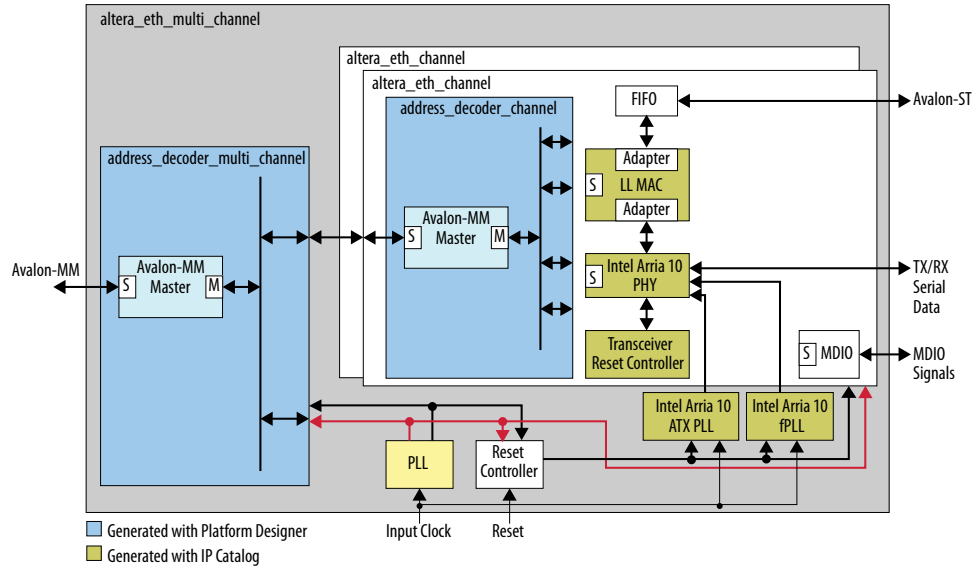 altera_eth_multi_channel
altera_eth_channel
altera_eth_channel
address_decoder_channel
FIFO
Avalon-ST
Adapter
S
LL MAC
Adapter
address_decoder_multi_channel
Avalon-MM
Master
S
M
Avalon-MM
Avalon-MM
Master
S
M
S
Intel Arria 10
PHY
TX/RX
Serial
Data
Transceiver
Reset Controller
S
MDIO
MDIO
Signals
Intel Arria 10
ATX PLL
Intel Arria 10
fPLL
PLL
Reset
Controller
Input Clock
Reset
Generated with Platform Designer
Generated with IP Catalog